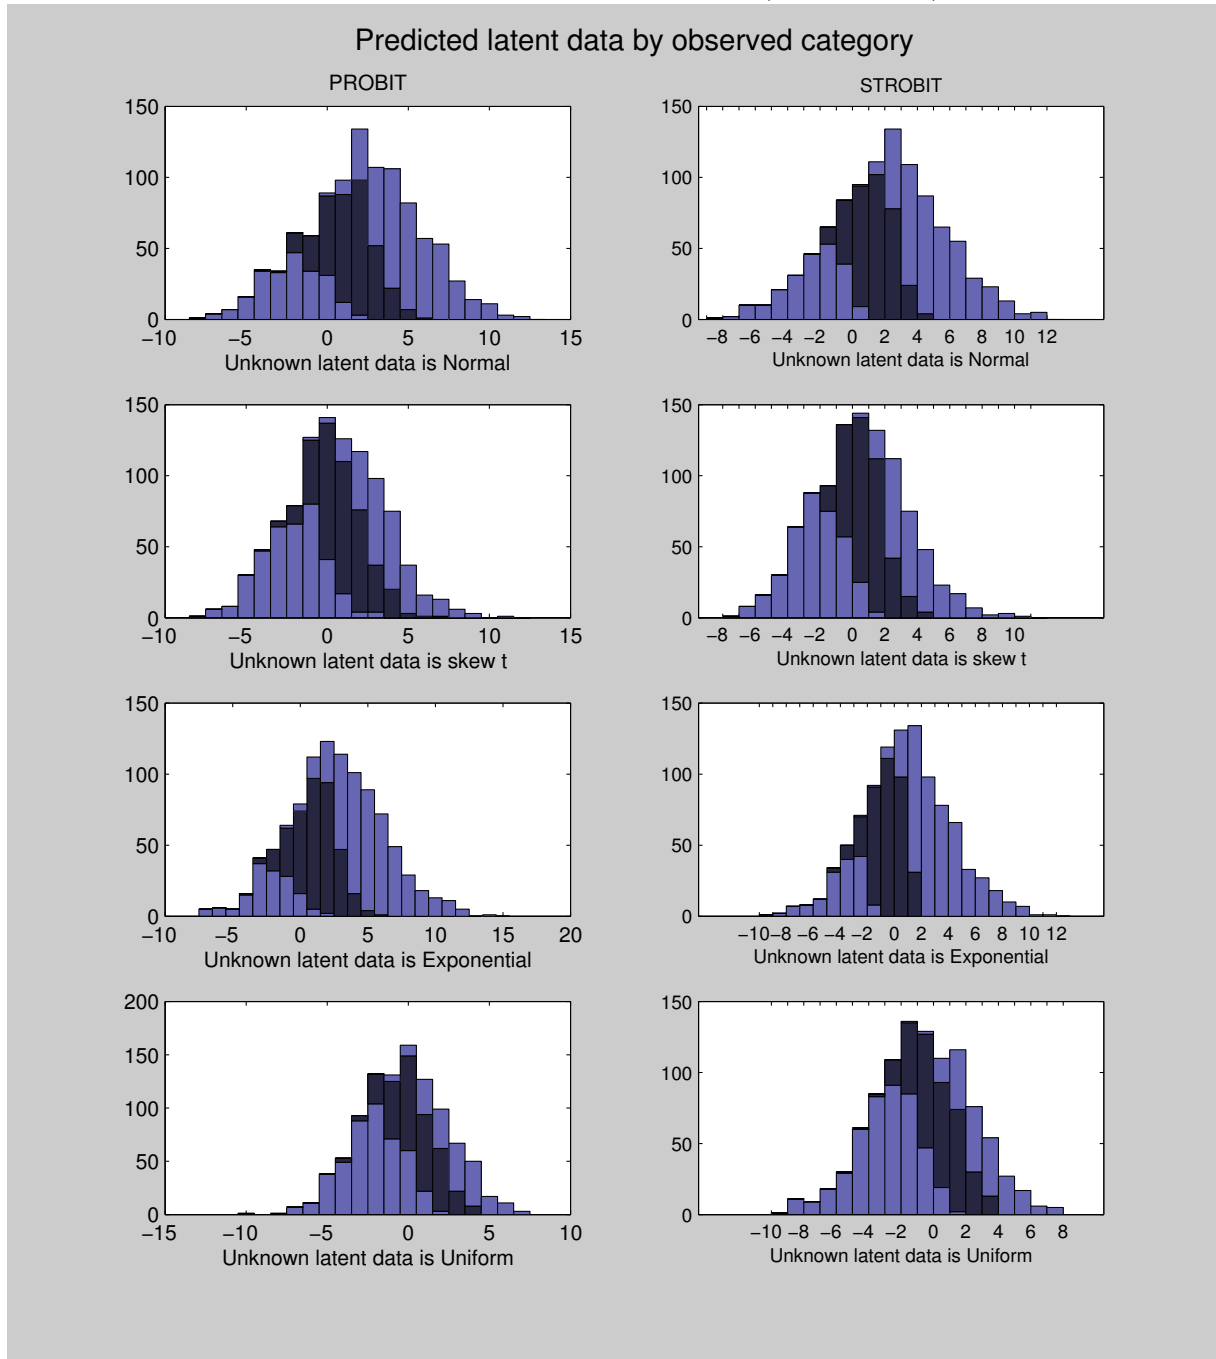 Predicted latent data by observed category
PROBIT
150
100
50
0
−10 −5 0 5 10 15
Unknown latent data is Normal
STROBIT
150
100
50
0
−8 −6 −4 −2 0 2 4 6 8 10 12
Unknown latent data is Normal
150
100
50
0
−10 −5 0 5 10 15
Unknown latent data is skew t
150
100
50
0
−8 −6 −4 −2 0 2 4 6 8 10
Unknown latent data is skew t
150
100
50
0
−10 −5 0 5 10 15 20
Unknown latent data is Exponential
150
100
50
0
−10−8 −6 −4 −2 0 2 4 6 8 10 12
Unknown latent data is Exponential
200
150
100
50
0
−15 −10 −5 0 5 10
Unknown latent data is Uniform
150
100
50
0
−10 −8 −6 −4 −2 0 2 4 6 8
Unknown latent data is Uniform